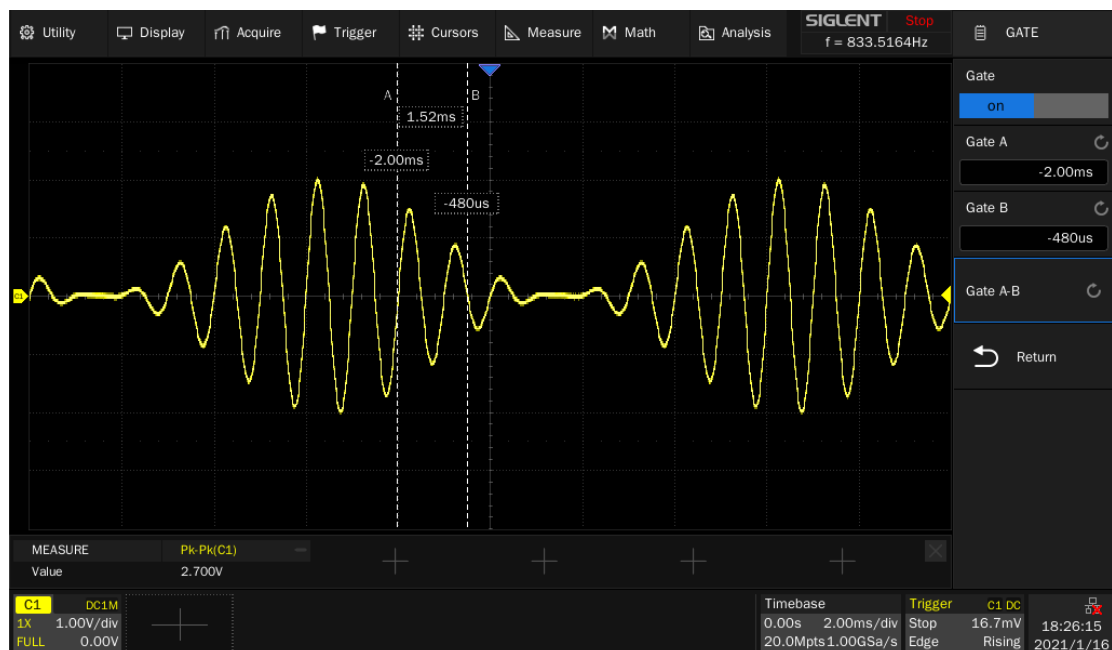 Utility Display Acquire Trigger Cursors Measure Math Analysis SIGLENT Stop GATE
f = 833.5164Hz
Gate
on
Gate A
-2.00ms
Gate B
-480us
Gate A-B
Return
A B
1.52ms
-2.00ms
-480us
C1
MEASURE Pk-Pk(C1)
Value 2.700V
C1 DC1M
1X 1.00V/div
FULL 0.00V
Timebase
0.00s 2.00ms/div
20.0Mpts 1.00GSa/s
Trigger C1 DC
Stop 16.7mV
Edge Rising
18:26:15
2021/1/16